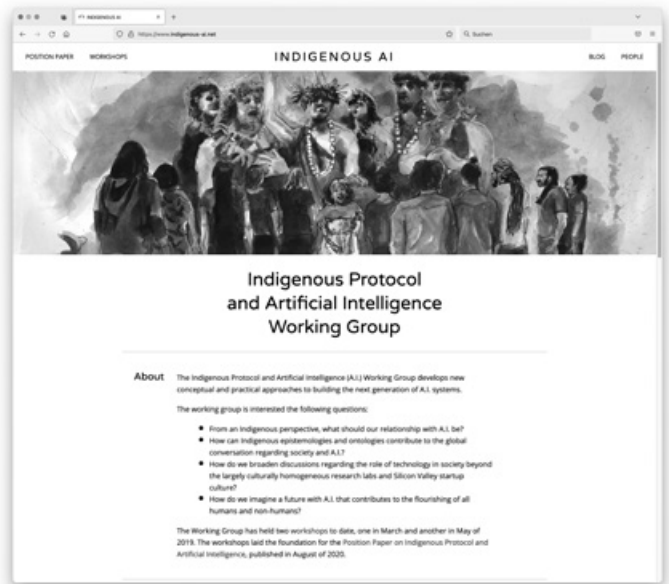 INDIGENOUS AI
https://www.indigenous-ai.net
Suchen
POSITION PAPER
WORKSHOPS
INDIGENOUS AI
BLOG
PEOPLE
Indigenous Protocol
and Artificial Intelligence
Working Group
About
The Indigenous Protocol and Artificial Intelligence (A.I.) Working Group develops new
conceptual and practical approaches to building the next generation of A.I. systems.
The working group is interested the following questions:
From an Indigenous perspective, what should our relationship with A.I. be?
How can Indigenous epistemologies and ontologies contribute to the global
conversation regarding society and A.I.?
How do we broaden discussions regarding the role of technology in society beyond
the largely culturally homogeneous research labs and Silicon Valley startup
culture?
How do we imagine a future with A.I. that contributes to the flourishing of all
humans and non-humans?
The Working Group has held two workshops to date, one in March and another in May of
2019. The workshops laid the foundation for the Position Paper on Indigenous Protocol and
Artificial Intelligence, published in August of 2020.